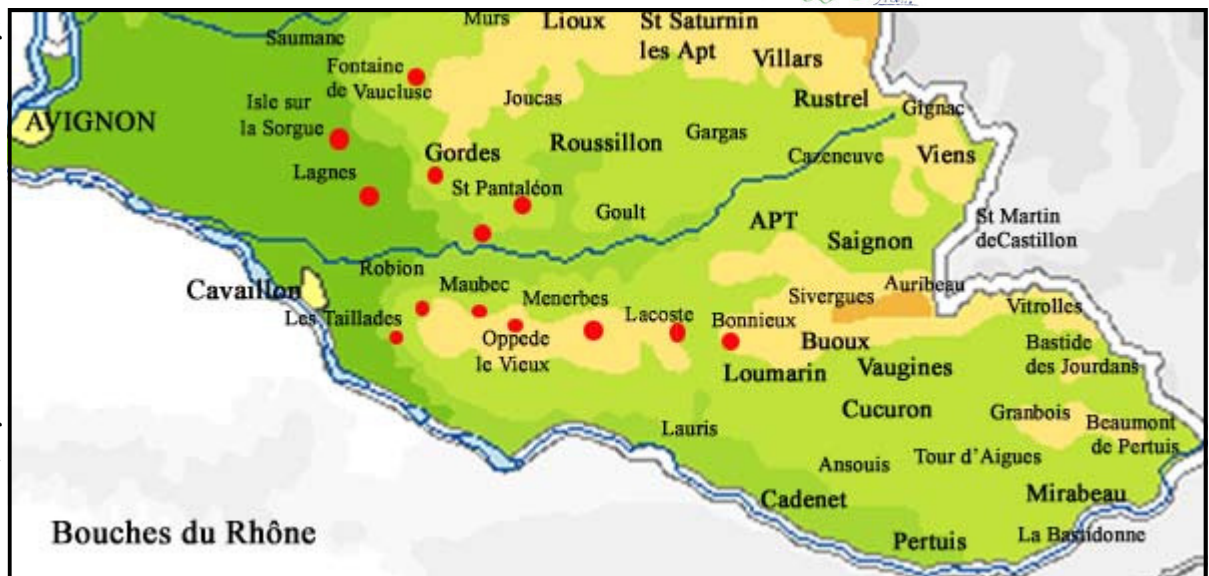 Murs
Lioux
St Saturnin
les Apt
Saumane
Villars
Fontaine
de Vaucluse
Isle sur
la Sorgue
Joucas
Rustrel
Gignac
AVIGNON
Roussillon
Gargas
Gordes
Cazeneuve
Viens
Lagnes
St Pantaléon
Goult
APT
St Martin
deCastillon
Saignon
Robion
Cavaillon
Maubec
Menerbes
Sivergues
Auribeau
Vitrolles
Les Taillades
Lacoste
Bonnieux
Oppede
le Vieux
Buoux
Bastide
des Jourdans
Loumarin
Vaugines
Cucuron
Granbois
Beaumont
de Pertuis
Lauris
Ansouis
Tour d’Aigues
Cadenet
Mirabeau
Bouches du Rhône
Pertuis
La Bastidonne